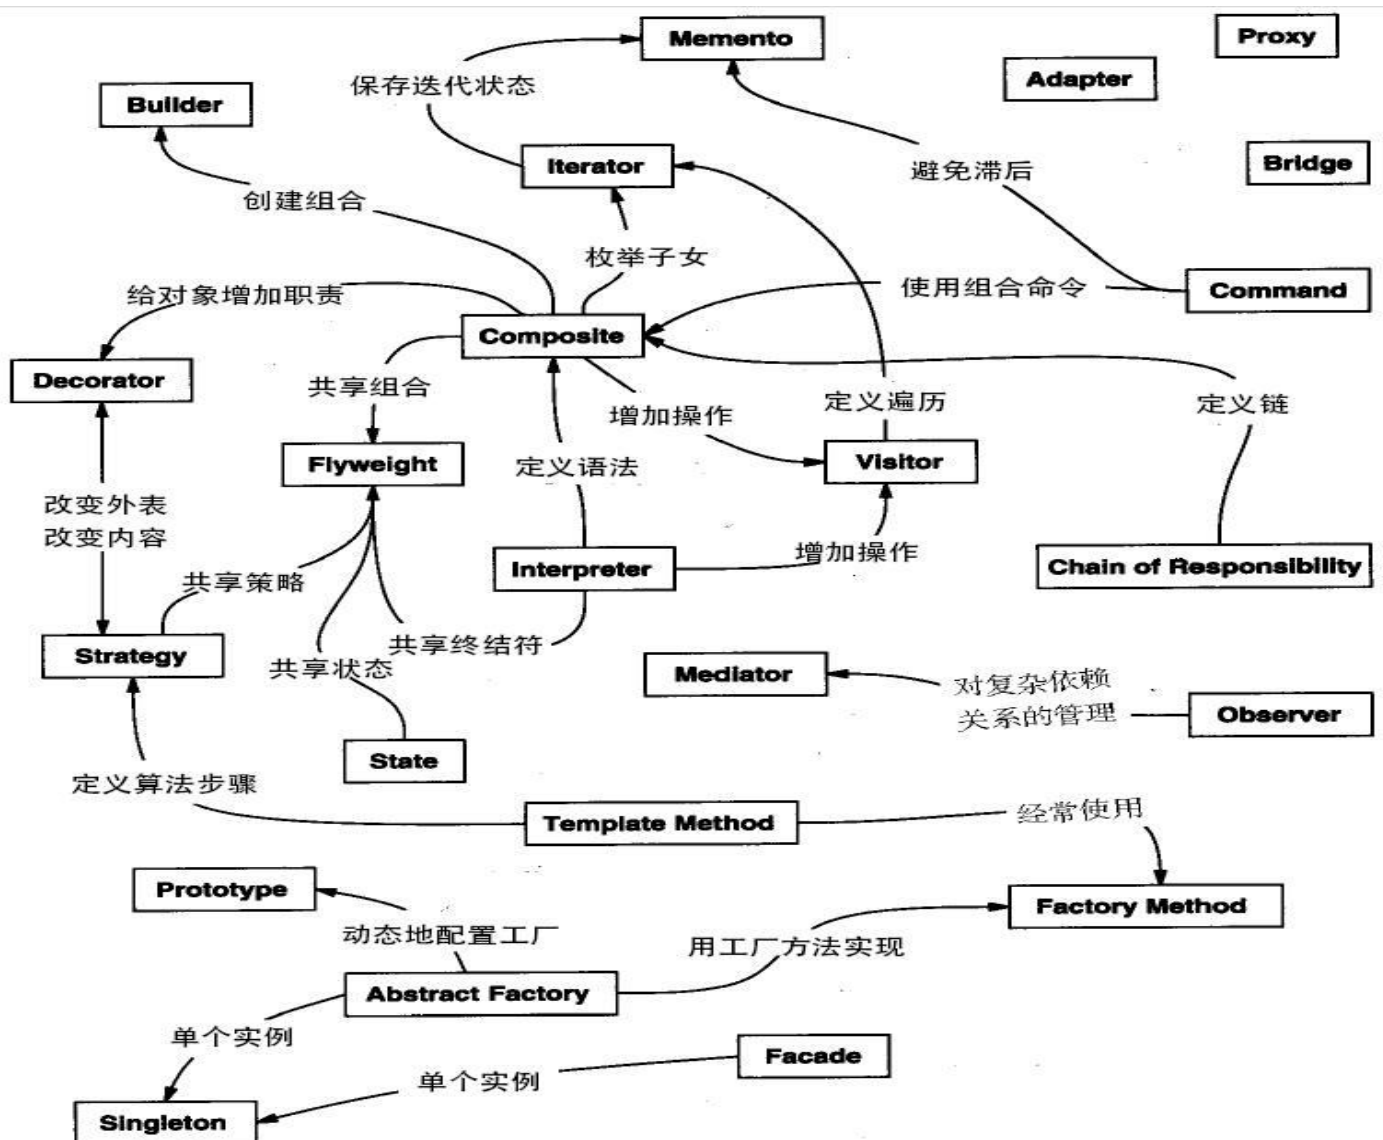 Memento
Proxy
Adapter
保存迭代状态
Builder
Iterator
避免滞后
Bridge
创建组合
枚举子女
给对象增加职责
使用组合命令
Command
Composite
Decorator
共享组合
增加操作
定义遍历
定义链
Flyweight
定义语法
Visitor
改变外表
改变内容
增加操作
Interpreter
Chain of Responsibility
共享策略
共享终结符
Strategy
共享状态
Mediator
对复杂依赖
关系的管理
Observer
State
定义算法步骤
Template Method
经常使用
Prototype
Factory Method
动态地配置工厂
用工厂方法实现
Abstract Factory
单个实例
Facade
单个实例
Singleton